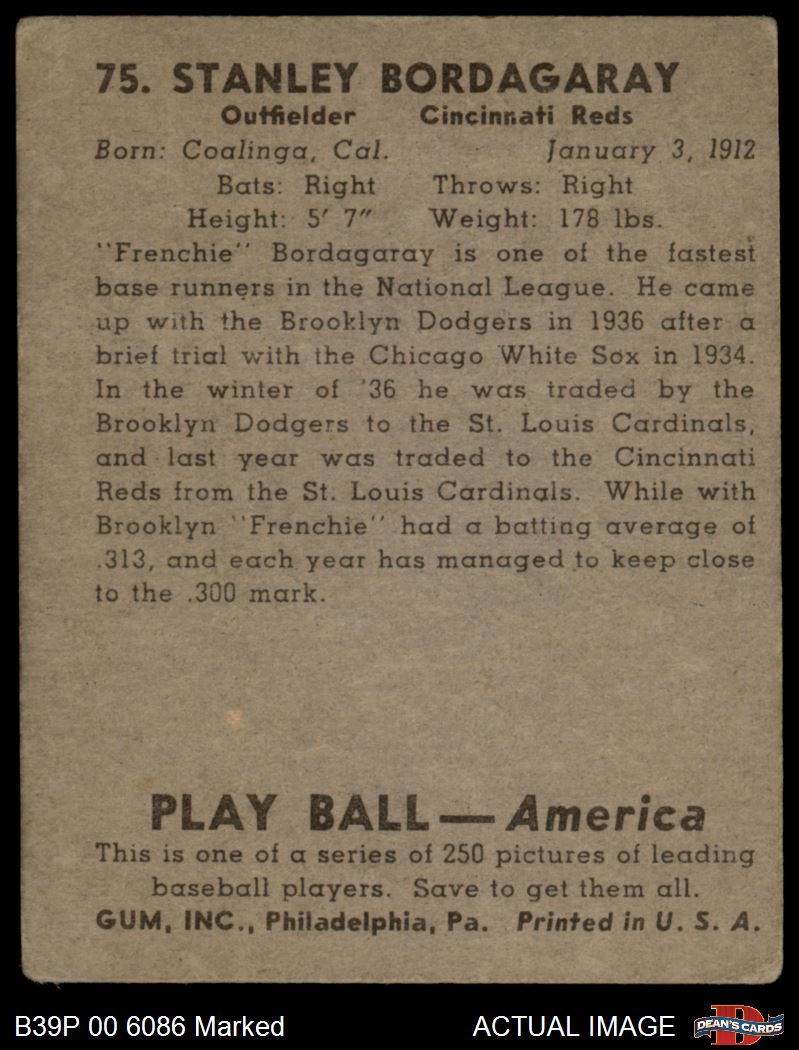 75. STANLEY BORDAGARAY
Outfielder Cincinnati Reds
Born: Coalinga, Cal. January 3, 1912
Bats: Right Throws: Right
Height: 5' 7" Weight: 178 lbs.
"Frenchie" Bordagaray is one of the fastest
base runners in the National League. He came
up with the Brooklyn Dodgers in 1936 after a
brief trial with the Chicago White Sox in 1934.
In the winter of '36 he was traded by the
Brooklyn Dodgers to the St. Louis Cardinals,
and last year was traded to the Cincinnati
Reds from the St. Louis Cardinals. While with
Brooklyn "Frenchie" had a batting average of
.313, and each year has managed to keep close
to the .300 mark.
PLAY BALL—America
This is one of a series of 250 pictures of leading
baseball players. Save to get them all.
GUM, INC., Philadelphia, Pa. Printed in U. S. A.
B39P 00 6086 Marked ACTUAL IMAGE D DEAN'S CARDS